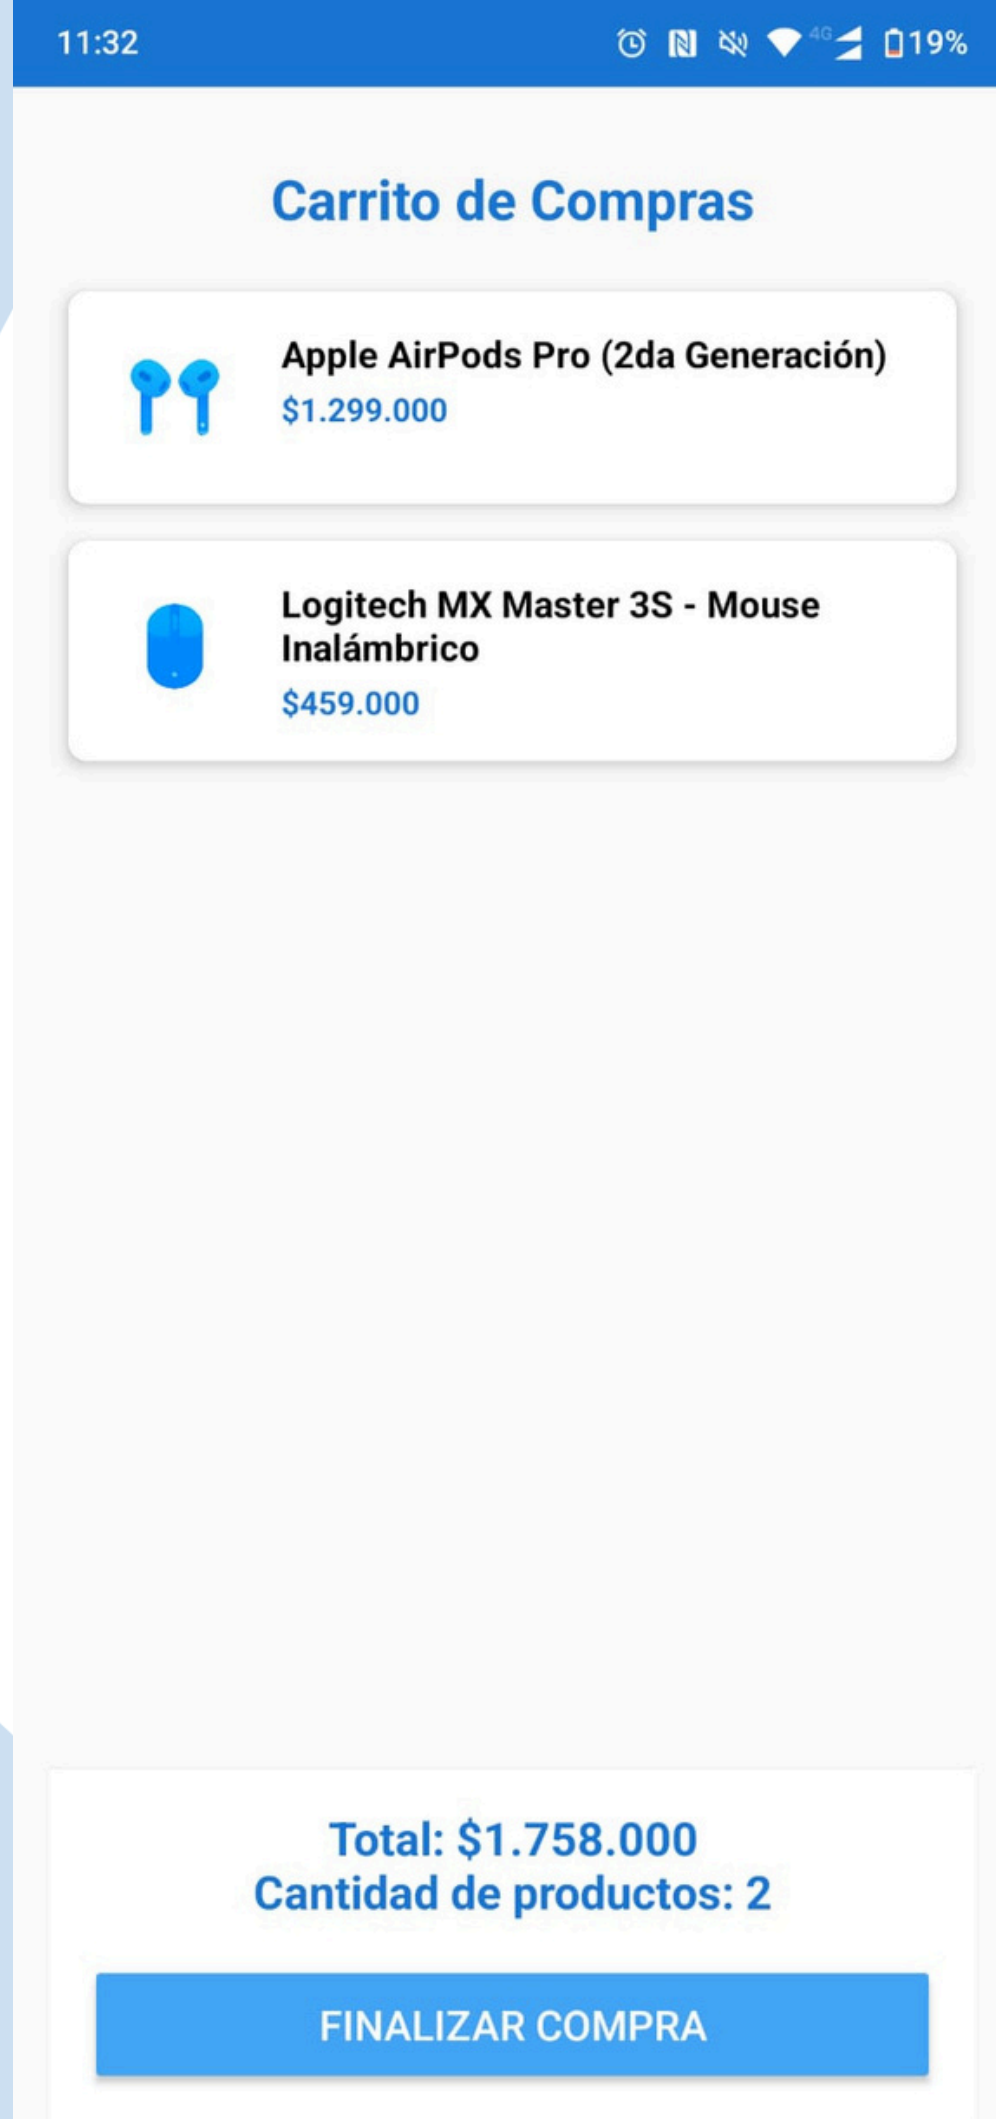 11:32
4G
19%
Carrito de Compras
Apple AirPods Pro (2da Generación)
$1.299.000
Logitech MX Master 3S - Mouse
Inalámbrico
$459.000
Total: $1.758.000
Cantidad de productos: 2
FINALIZAR COMPRA